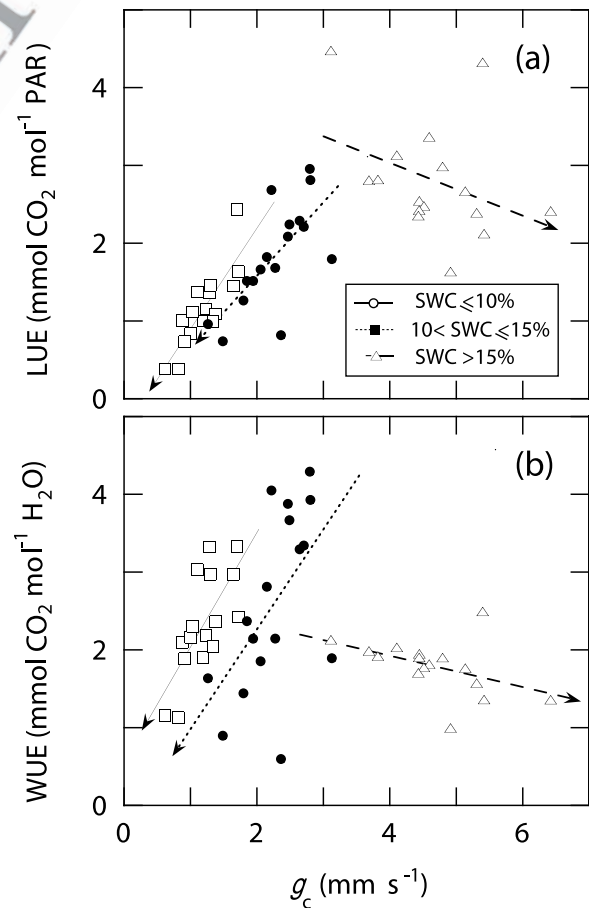 (a)
LUE (mmol CO₂ mol⁻¹ PAR)
4
2
0
SWC ⩽10%
10< SWC ⩽15%
SWC >15%
(b)
WUE (mmol CO₂ mol⁻¹ H₂O)
4
2
0
0 2 4 6
g_c (mm s⁻¹)